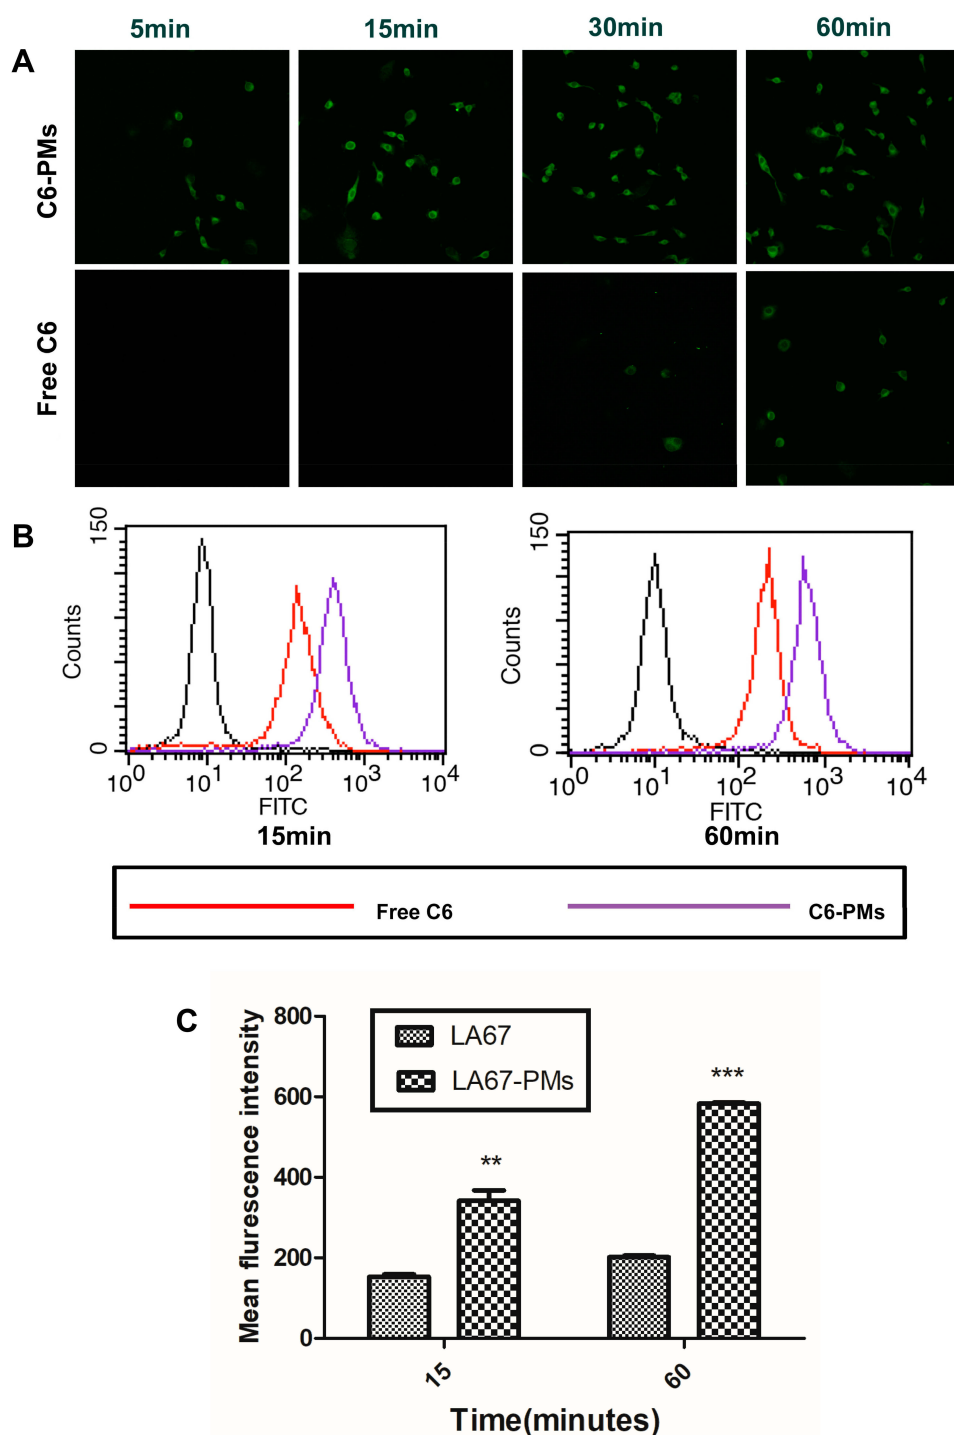 5min 15min 30min 60min
A
C6-PMs
Free C6
B
150
Counts
0
10^0 10^1 10^2 10^3 10^4
FITC
15min
150
Counts
0
10^0 10^1 10^2 10^3 10^4
FITC
60min
Free C6 C6-PMs
C
Mean flurescence intensity
800
600
400
200
0
LA67
LA67-PMs
**
***
15 60
Time(minutes)